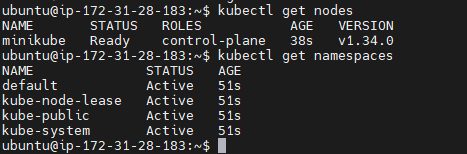 ubuntu@ip-172-31-28-183:~$ kubectl get nodes
NAME       STATUS   ROLES           AGE   VERSION
minikube   Ready    control-plane   38s   v1.34.0
ubuntu@ip-172-31-28-183:~$ kubectl get namespaces
NAME              STATUS   AGE
default           Active   51s
kube-node-lease   Active   51s
kube-public       Active   51s
kube-system       Active   51s
ubuntu@ip-172-31-28-183:~$